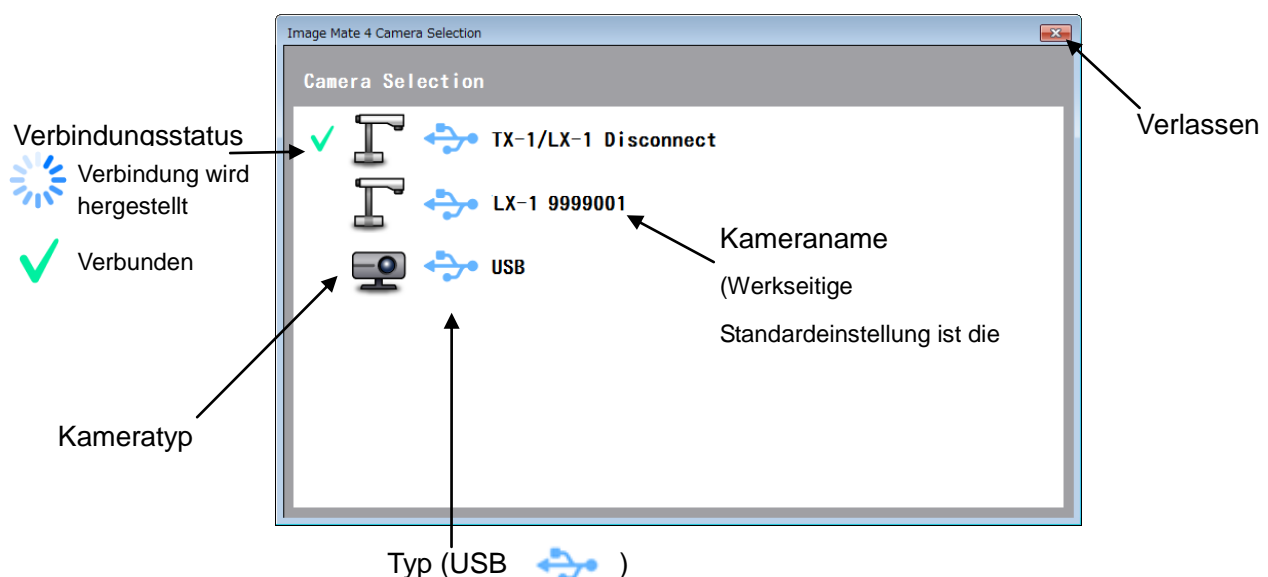 Image Mate 4 Camera Selection
Camera Selection
Verbindungsstatus
Verbindung wird
hergestellt
Verbunden
TX-1/LX-1 Disconnect
LX-1 9999001
USB
Verlassen
Kameraname
(Werkseitige
Standardeinstellung ist die
Kameratyp
Typ (USB )